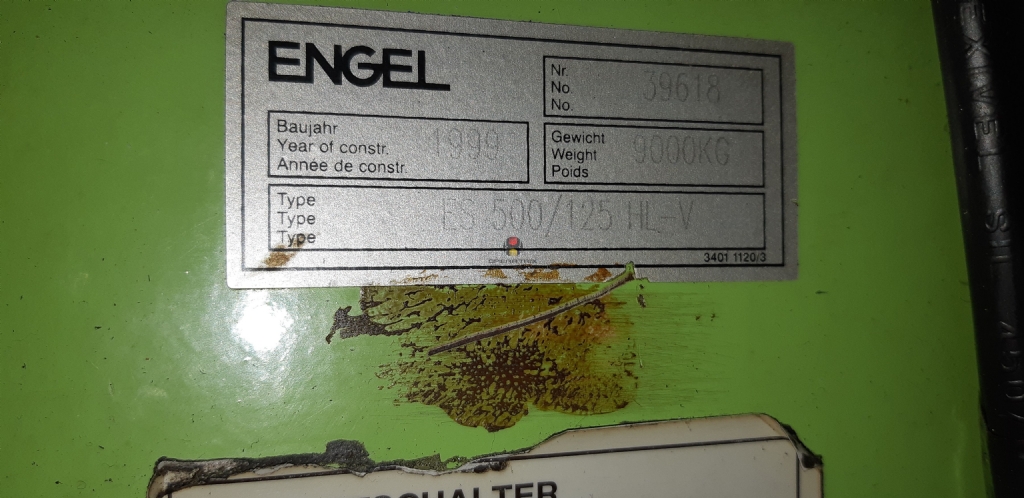 ENGEL
Nr.
No.
No.
39618
Baujahr
Year of constr.
Année de constr.
1999
Gewicht
Weight
Poids
9000KG
Type
Type
Type
ES 500/125 HL-V
3401 1120/3
SCHALTER